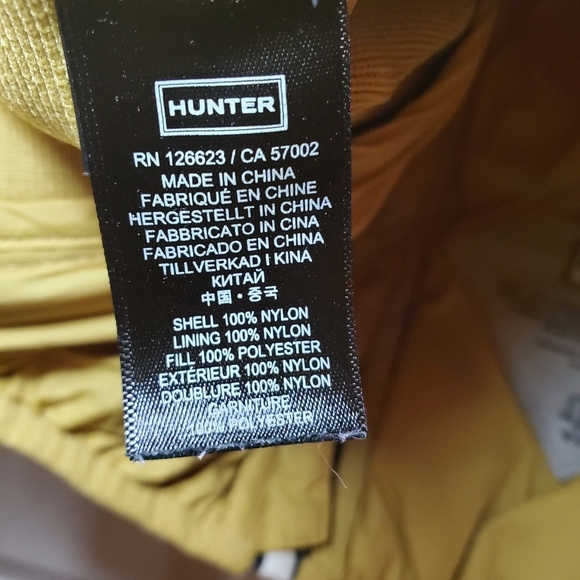 HUNTER
RN 126623 / CA 57002
MADE IN CHINA
FABRIQUÉ EN CHINE
HERGESTELLT IN CHINA
FABBRICATO IN CINA
FABRICADO EN CHINA
TILLVERKAD I KINA
КИТАЙ
中国 · 중국
SHELL 100% NYLON
LINING 100% NYLON
FILL 100% POLYESTER
EXTÉRIEUR 100% NYLON
DOUBLURE 100% NYLON
GARNITURE
100% POLYESTER